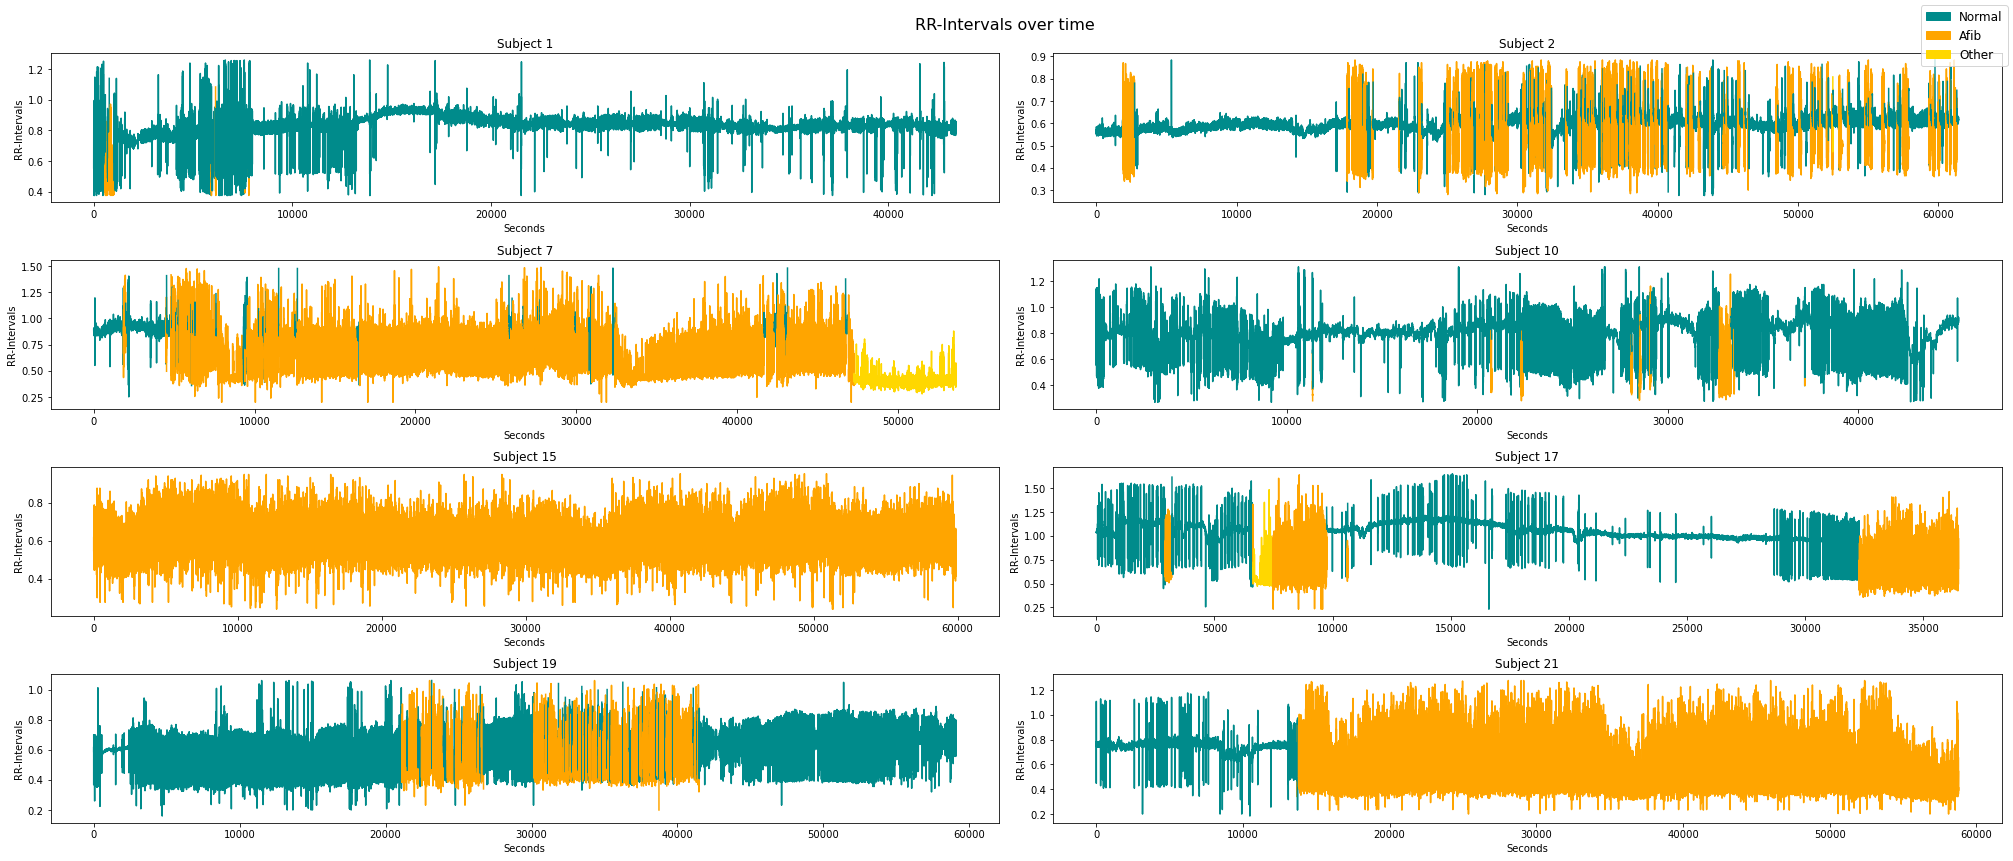 RR-Intervals over time
Normal
Afib
Other
Subject 1
RR-Intervals
1.2
1.0
0.8
0.6
0.4
0 10000 20000 30000 40000
Seconds
Subject 2
RR-Intervals
0.9
0.8
0.7
0.6
0.5
0.4
0.3
0 10000 20000 30000 40000 50000 60000
Seconds
Subject 7
RR-Intervals
1.50
1.25
1.00
0.75
0.50
0.25
0 10000 20000 30000 40000 50000
Seconds
Subject 10
RR-Intervals
1.2
1.0
0.8
0.6
0.4
0 10000 20000 30000 40000
Seconds
Subject 15
RR-Intervals
0.8
0.6
0.4
0 10000 20000 30000 40000 50000 60000
Seconds
Subject 17
RR-Intervals
1.50
1.25
1.00
0.75
0.50
0.25
0 5000 10000 15000 20000 25000 30000 35000
Seconds
Subject 19
RR-Intervals
1.0
0.8
0.6
0.4
0.2
0 10000 20000 30000 40000 50000 60000
Seconds
Subject 21
RR-Intervals
1.2
1.0
0.8
0.6
0.4
0.2
0 10000 20000 30000 40000 50000 60000
Seconds